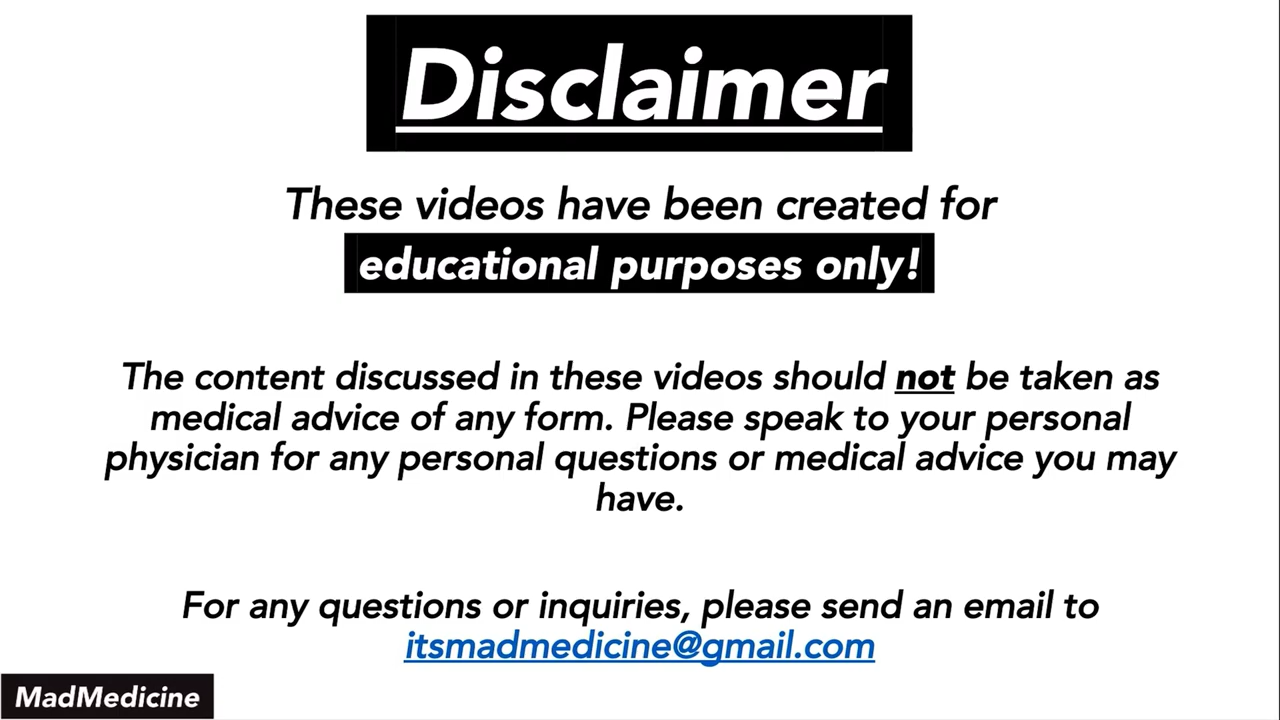 Disclaimer
These videos have been created for
educational purposes only!
The content discussed in these videos should not be taken as
medical advice of any form. Please speak to your personal
physician for any personal questions or medical advice you may
have.
For any questions or inquiries, please send an email to
itsmadmedicine@gmail.com
MadMedicine